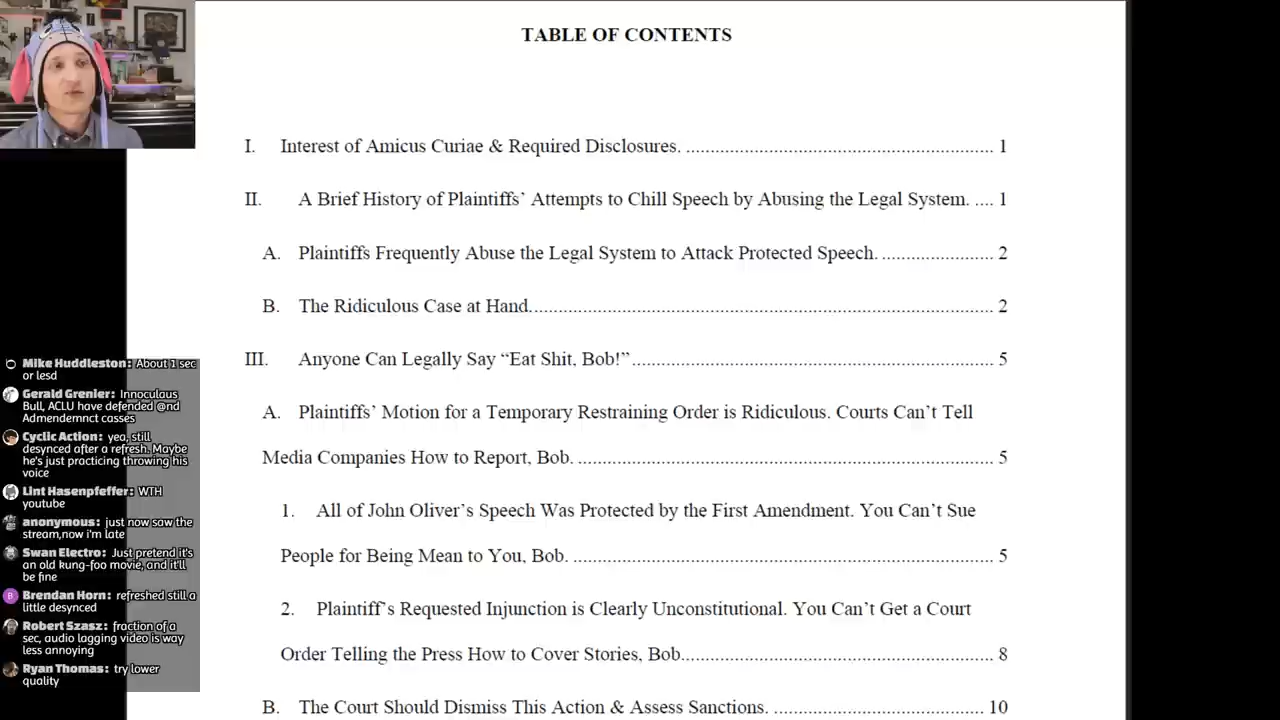 TABLE OF CONTENTS
I. Interest of Amicus Curiae & Required Disclosures. ................................................................ 1
II. A Brief History of Plaintiffs’ Attempts to Chill Speech by Abusing the Legal System. .... 1
A. Plaintiffs Frequently Abuse the Legal System to Attack Protected Speech. ....................... 2
B. The Ridiculous Case at Hand. ................................................................................................ 2
III. Anyone Can Legally Say “Eat Shit, Bob!” ............................................................................ 5
A. Plaintiffs’ Motion for a Temporary Restraining Order is Ridiculous. Courts Can’t Tell
Media Companies How to Report, Bob. ....................................................................................... 5
1. All of John Oliver’s Speech Was Protected by the First Amendment. You Can’t Sue
People for Being Mean to You, Bob. ......................................................................................... 5
2. Plaintiff’s Requested Injunction is Clearly Unconstitutional. You Can’t Get a Court
Order Telling the Press How to Cover Stories, Bob. ................................................................. 8
B. The Court Should Dismiss This Action & Assess Sanctions. ............................................... 10
Mike Huddleston: About 1 sec
or lesd
Gerald Grenier: Innoculaus
Bull, ACLU have defended @nd
Admendemnct casses
Cyclic Action: yea, still
desynced after a refresh. Maybe
he's just practicing throwing his
voice
Lint Hasenpfeffer: WTH
youtube
anonymous: just now saw the
stream,now i'm late
Swan Electro: Just pretend it's
an old kung-foo movie, and it'll
be fine
B
Brendan Horn: refreshed still a
little desynced
Robert Szasz: fraction of a
sec, audio lagging video is way
less annoying
Ryan Thomas: try lower
quality